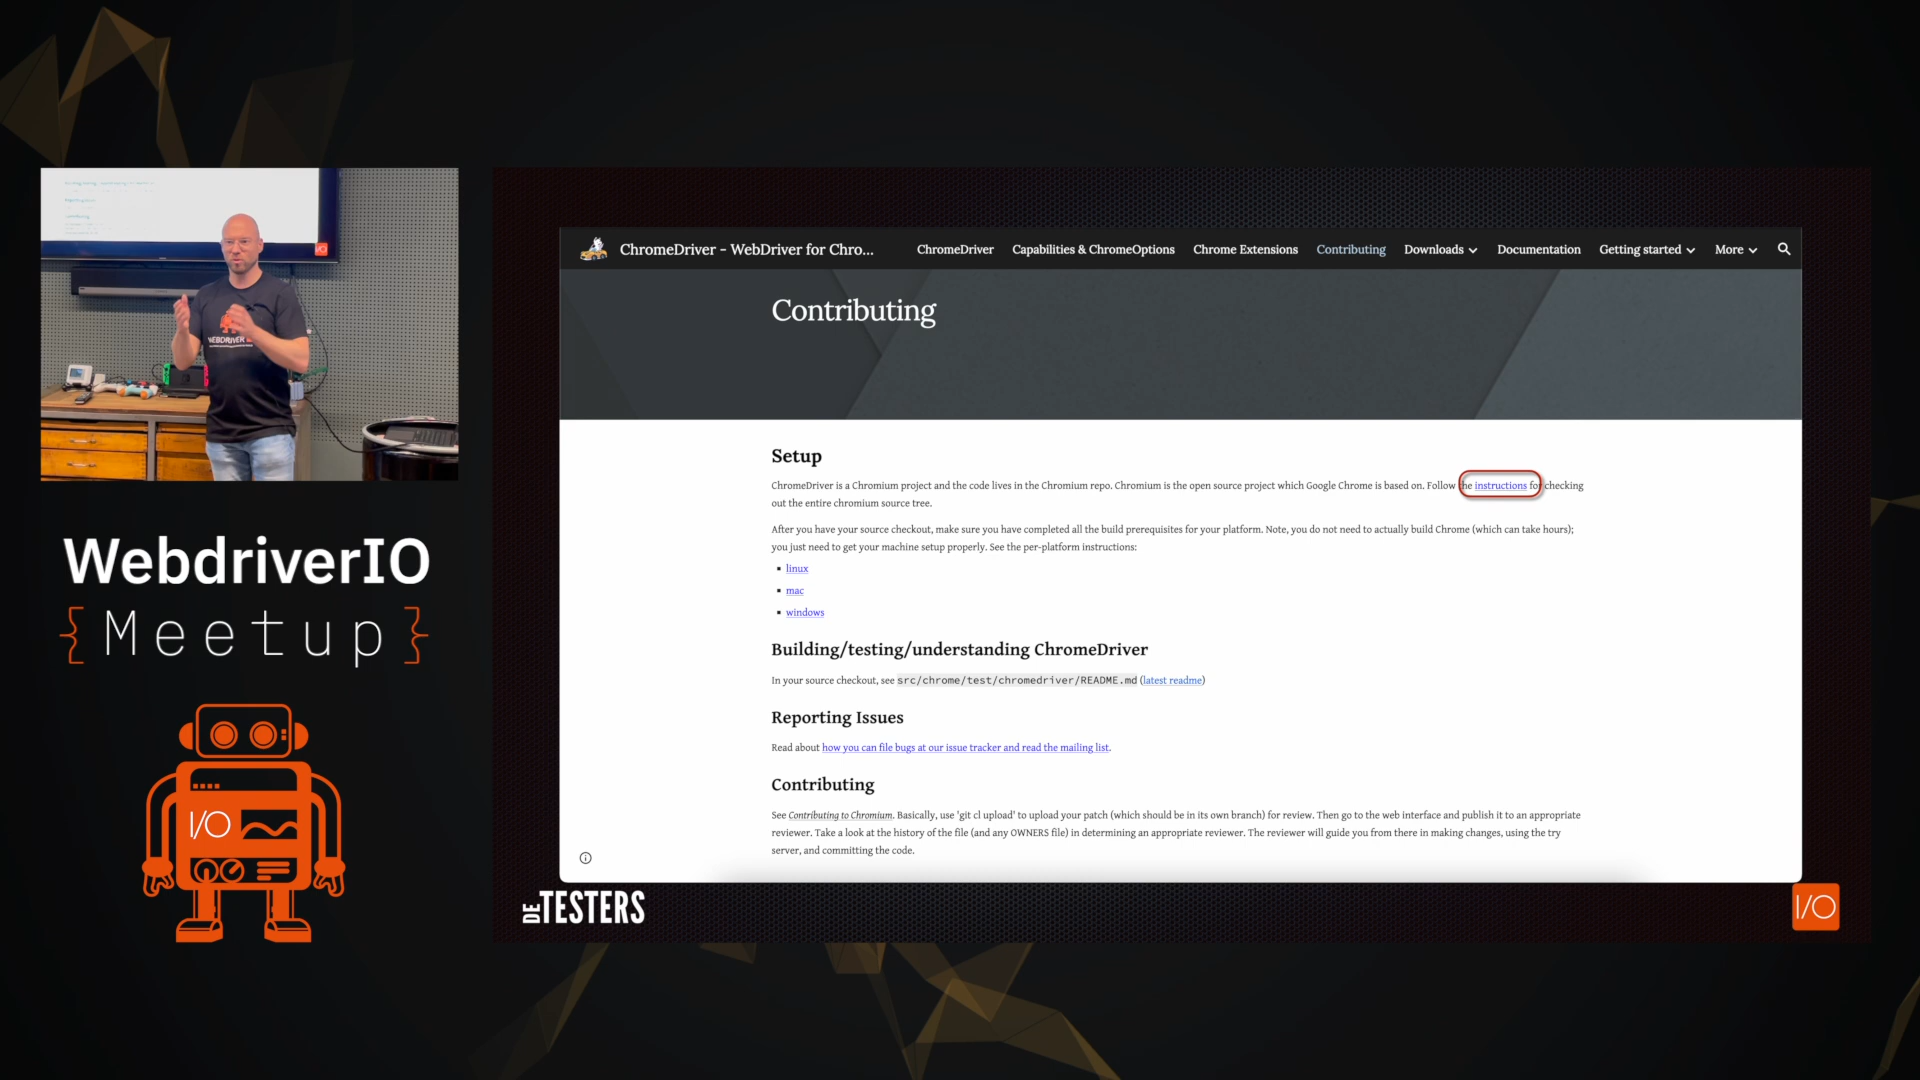 WEBDRIVER
WebdriverIO
{Meetup}
I/O
ChromeDriver - WebDriver for Chro...
ChromeDriver
Capabilities & ChromeOptions
Chrome Extensions
Contributing
Downloads
Documentation
Getting started
More
Contributing
Setup
ChromeDriver is a Chromium project and the code lives in the Chromium repo. Chromium is the open source project which Google Chrome is based on. Follow the instructions for checking
out the entire chromium source tree.
After you have your source checkout, make sure you have completed all the build prerequisites for your platform. Note, you do not need to actually build Chrome (which can take hours);
you just need to get your machine setup properly. See the per-platform instructions:
linux
mac
windows
Building/testing/understanding ChromeDriver
In your source checkout, see src/chrome/test/chromedriver/README.md (latest readme)
Reporting Issues
Read about how you can file bugs at our issue tracker and read the mailing list.
Contributing
See Contributing to Chromium. Basically, use 'git cl upload' to upload your patch (which should be in its own branch) for review. Then go to the web interface and publish it to an appropriate
reviewer. Take a look at the history of the file (and any OWNERS file) in determining an appropriate reviewer. The reviewer will guide you from there in making changes, using the try
server, and committing the code.
DE TESTERS
I/O